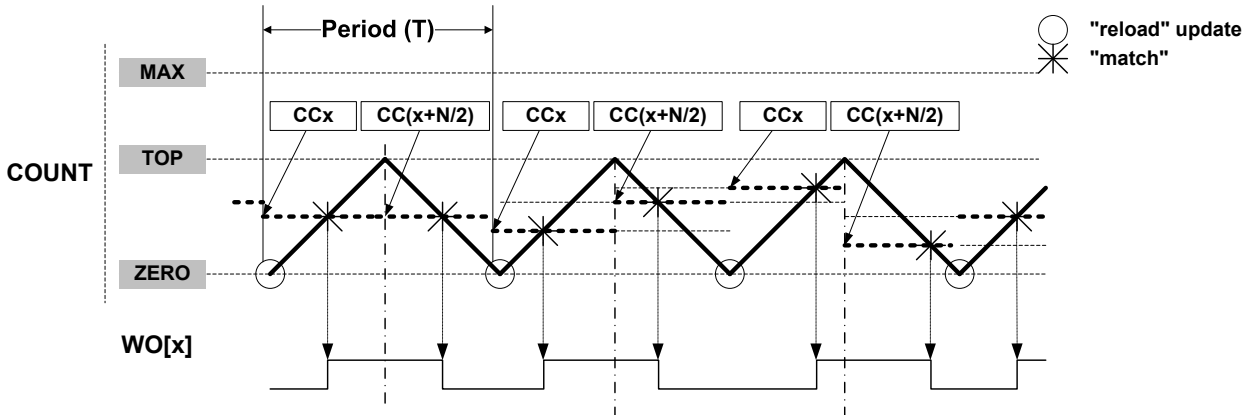 Period (T)
"reload" update
"match"
MAX
CCx
CC(x+N/2)
CCx
CC(x+N/2)
CCx
CC(x+N/2)
TOP
COUNT
ZERO
WO[x]